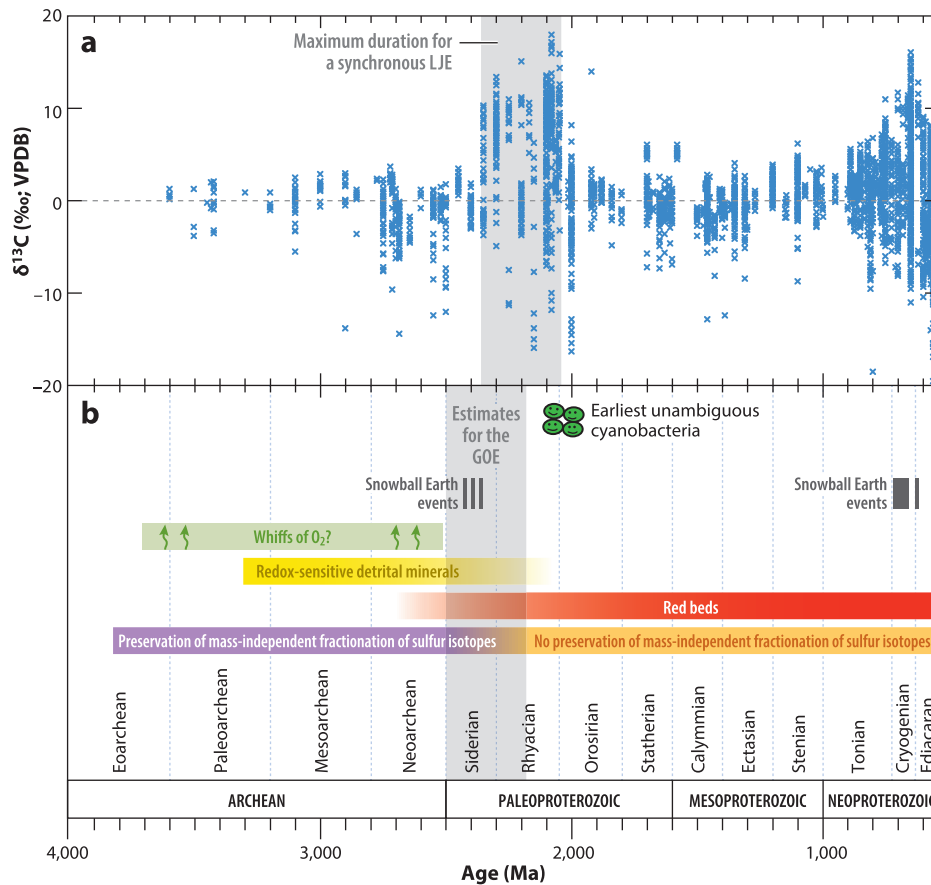 20
a
Maximum duration for
a synchronous LJE
10
0
−10
−20
δ¹³C (‰; VPDB)
b
Estimates
for the
GOE
Earliest unambiguous
cyanobacteria
Snowball Earth
events
Snowball Earth
events
Whiffs of O₂?
Redox-sensitive detrital minerals
Red beds
Preservation of mass-independent fractionation of sulfur isotopes
No preservation of mass-independent fractionation of sulfur isotopes
Eoarchean
Paleoarchean
Mesoarchean
Neoarchean
Siderian
Rhyacian
Orosirian
Statherian
Calymmian
Ectasian
Stenian
Tonian
Cryogenian
Ediacaran
ARCHEAN
PALEOPROTEROZOIC
MESOPROTEROZOIC
NEOPROTEROZOIC
4,000
3,000
2,000
1,000
Age (Ma)